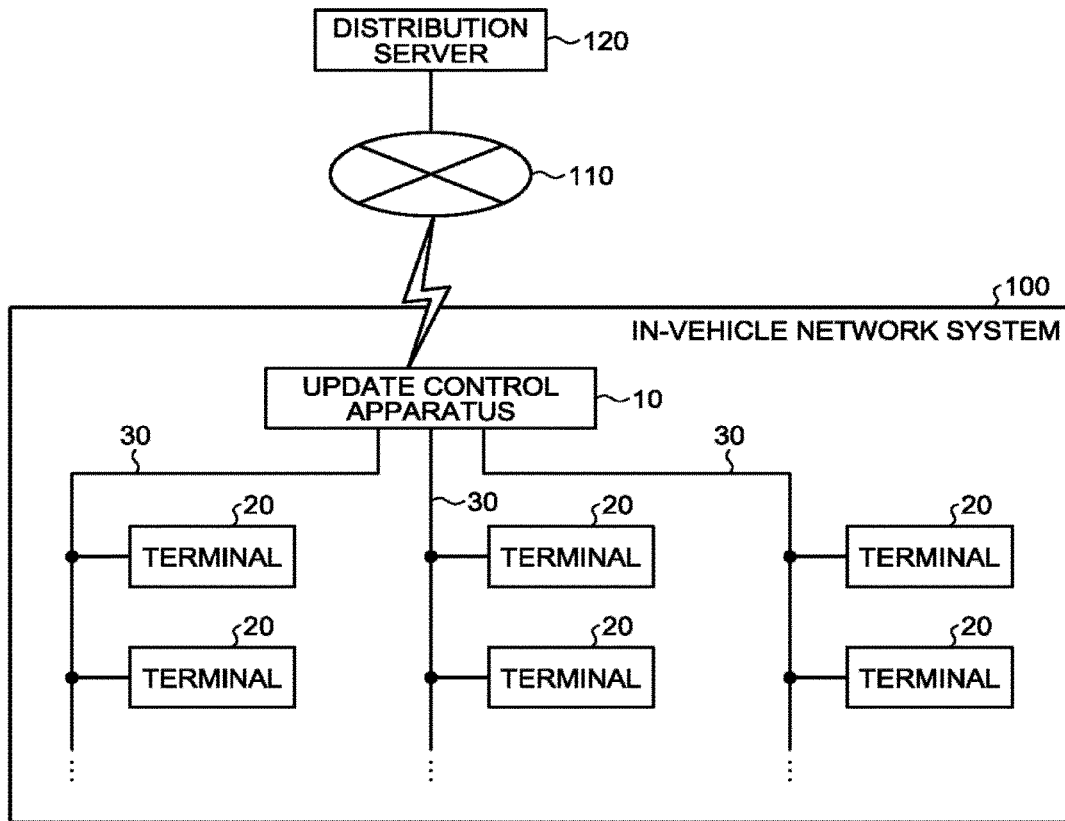 DISTRIBUTION
SERVER
120
110
100
IN-VEHICLE NETWORK SYSTEM
UPDATE CONTROL
APPARATUS
10
30
30
30
20
20
20
TERMINAL
TERMINAL
TERMINAL
20
20
20
TERMINAL
TERMINAL
TERMINAL